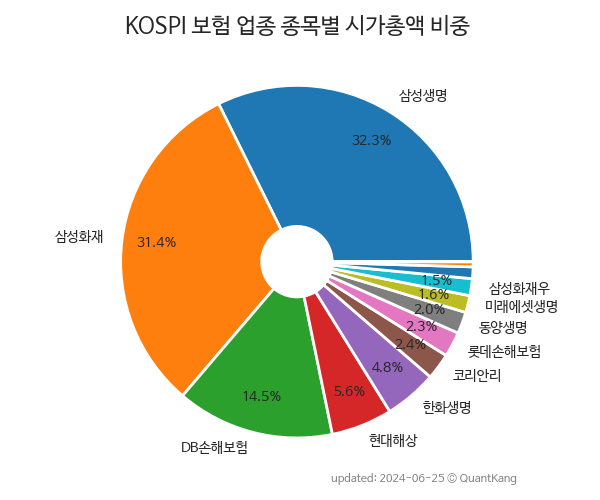 KOSPI 보험 업종 종목별 시가총액 비중
삼성생명
32.3%
삼성화재
31.4%
DB손해보험
14.5%
현대해상
5.6%
한화생명
4.8%
코리안리
2.4%
롯데손해보험
2.3%
동양생명
2.0%
미래에셋생명
1.6%
삼성화재우
1.5%
updated: 2024-06-25 © QuantKang